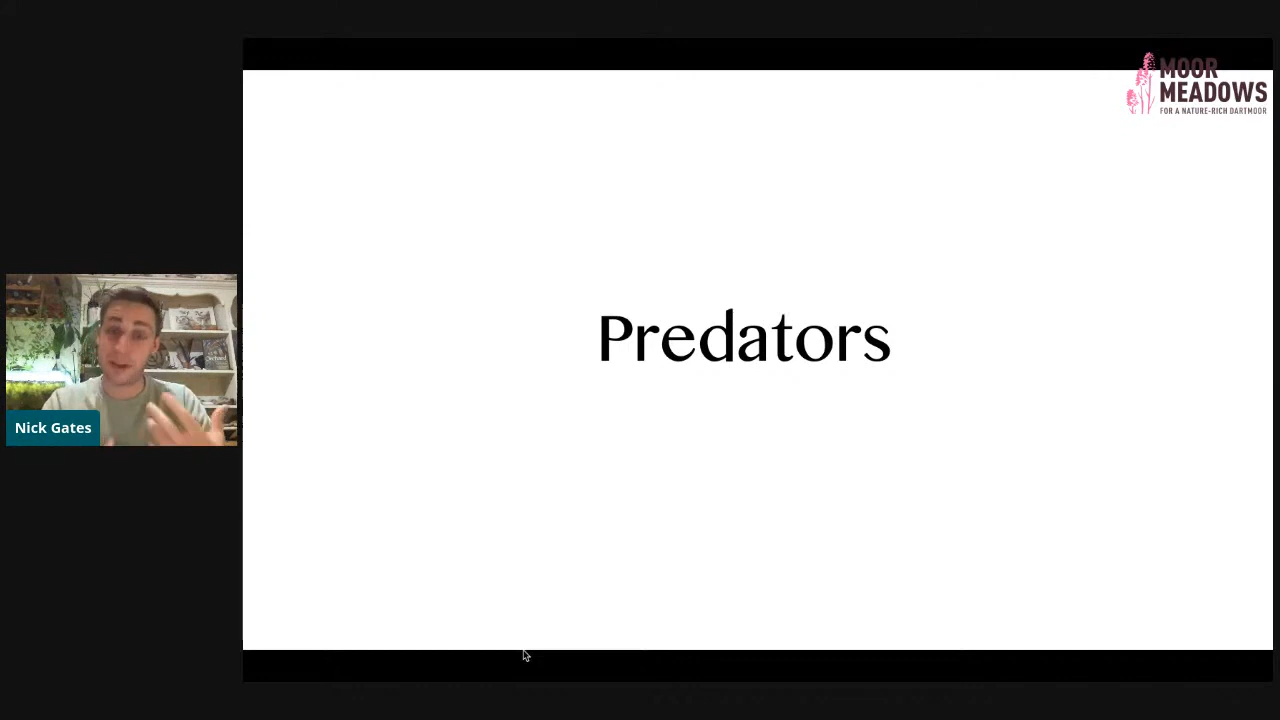 MOOR
MEADOWS
FOR A NATURE-RICH DARTMOOR
Predators
Nick Gates